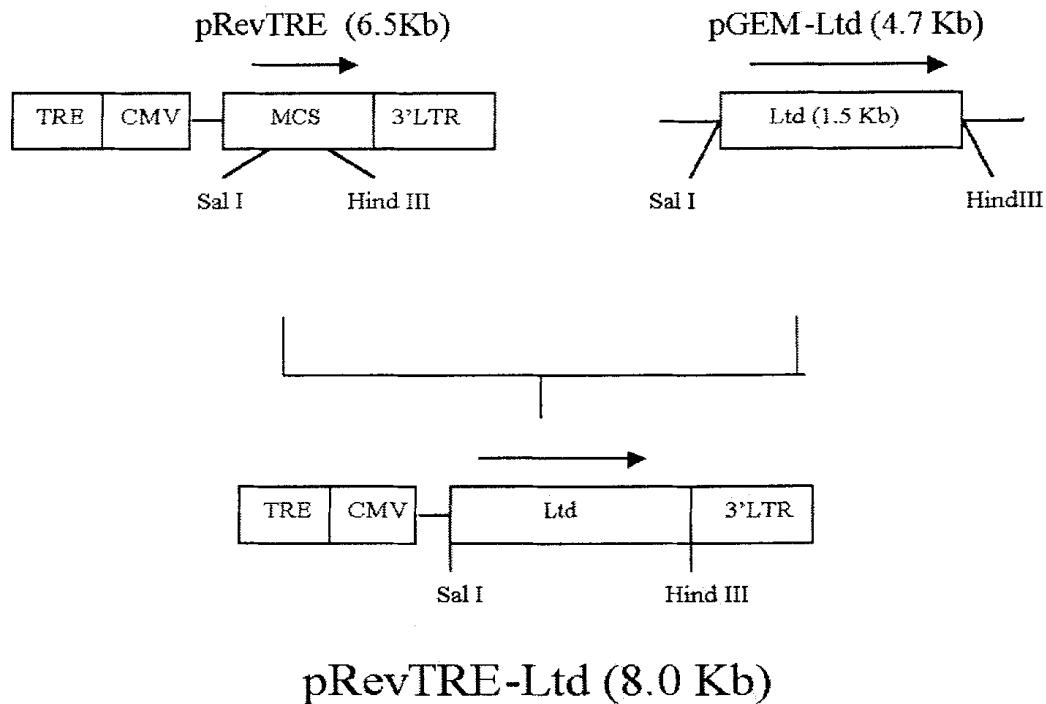 pRevTRE (6.5Kb)
pGEM-Ltd (4.7 Kb)
TRE CMV MCS 3'LTR
Ltd (1.5 Kb)
Sal I Hind III
Sal I HindIII
TRE CMV Ltd 3'LTR
Sal I Hind III
pRevTRE-Ltd (8.0 Kb)